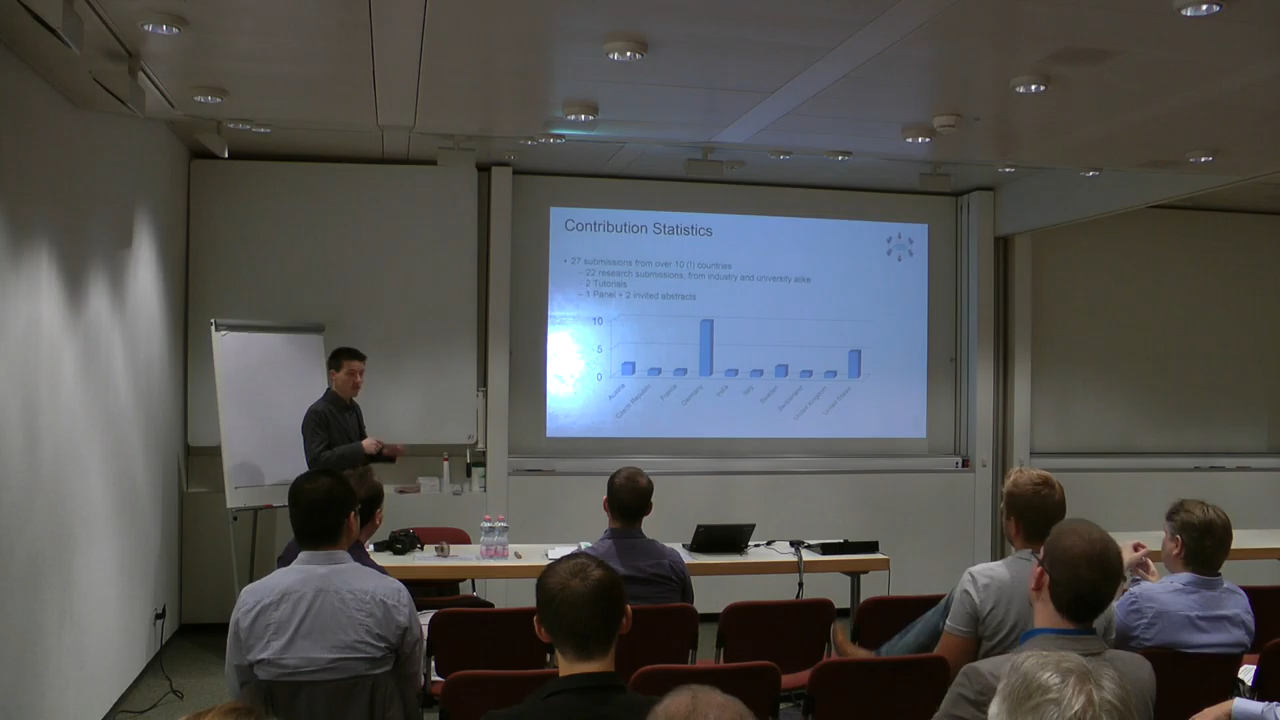 Contribution Statistics
• 27 submissions from over 10 (!) countries
– 22 research submissions, from industry and university alike
– 2 Tutorials
– 1 Panel + 2 invited abstracts
10
5
0
Austria
Czech Republic
France
Germany
India
Italy
Sweden
Switzerland
United Kingdom
United States